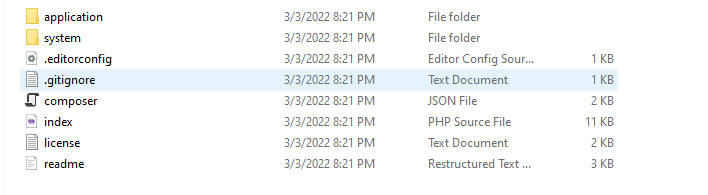 application 3/3/2022 8:21 PM File folder
system 3/3/2022 8:21 PM File folder
.editorconfig 3/3/2022 8:21 PM Editor Config Sour... 1 KB
.gitignore 3/3/2022 8:21 PM Text Document 1 KB
composer 3/3/2022 8:21 PM JSON File 2 KB
index 3/3/2022 8:21 PM PHP Source File 11 KB
license 3/3/2022 8:21 PM Text Document 2 KB
readme 3/3/2022 8:21 PM Restructured Text ... 3 KB